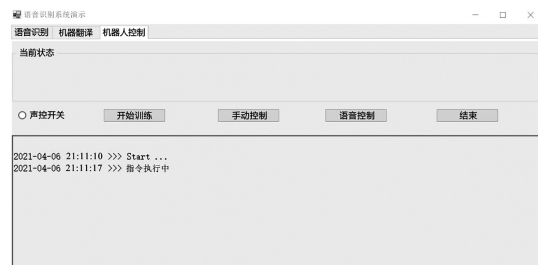 语音识别系统演示
语音识别 机器翻译 机器人控制
当前状态
声控开关 开始训练 手动控制 语音控制 结束
2021-04-06 21:11:10 >>> Start ...
2021-04-06 21:11:17 >>> 指令执行中